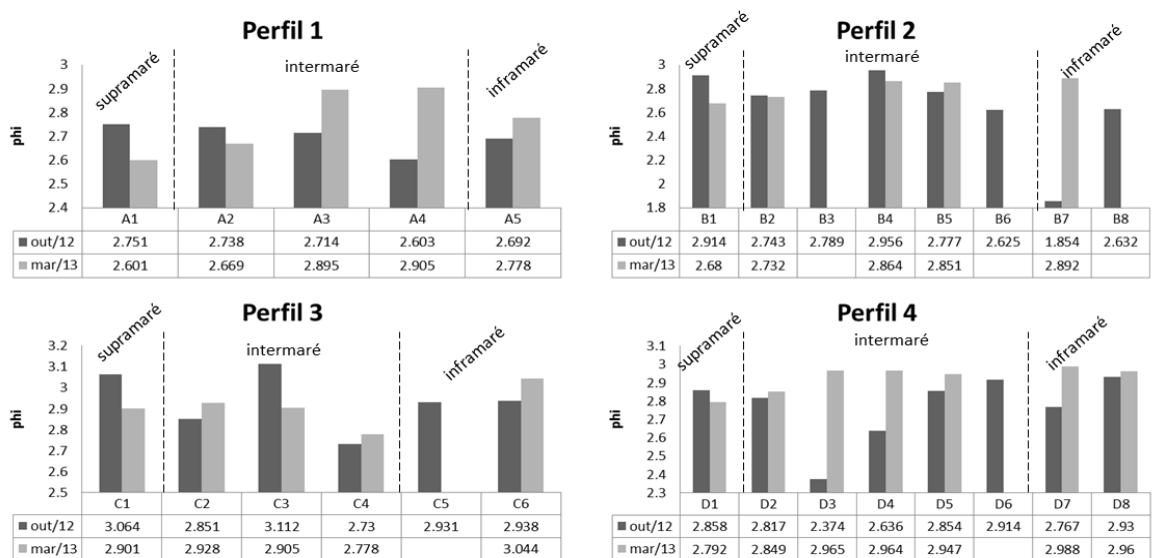 Perfil 1
supramaré
intermaré
inframaré
phi
3
2.9
2.8
2.7
2.6
2.5
2.4
A1 A2 A3 A4 A5
out/12 2.751 2.738 2.714 2.603 2.692
mar/13 2.601 2.669 2.895 2.905 2.778
Perfil 2
supramaré
intermaré
inframaré
phi
3
2.8
2.6
2.4
2.2
2
1.8
B1 B2 B3 B4 B5 B6 B7 B8
out/12 2.914 2.743 2.789 2.956 2.777 2.625 1.854 2.632
mar/13 2.68 2.732 2.864 2.851 2.892
Perfil 3
supramaré
intermaré
inframaré
phi
3.2
3.1
3
2.9
2.8
2.7
2.6
2.5
C1 C2 C3 C4 C5 C6
out/12 3.064 2.851 3.112 2.73 2.931 2.938
mar/13 2.901 2.928 2.905 2.778 3.044
Perfil 4
supramaré
intermaré
inframaré
phi
3.1
3
2.9
2.8
2.7
2.6
2.5
2.4
2.3
D1 D2 D3 D4 D5 D6 D7 D8
out/12 2.858 2.817 2.374 2.636 2.854 2.914 2.767 2.93
mar/13 2.792 2.849 2.965 2.964 2.947 2.988 2.96